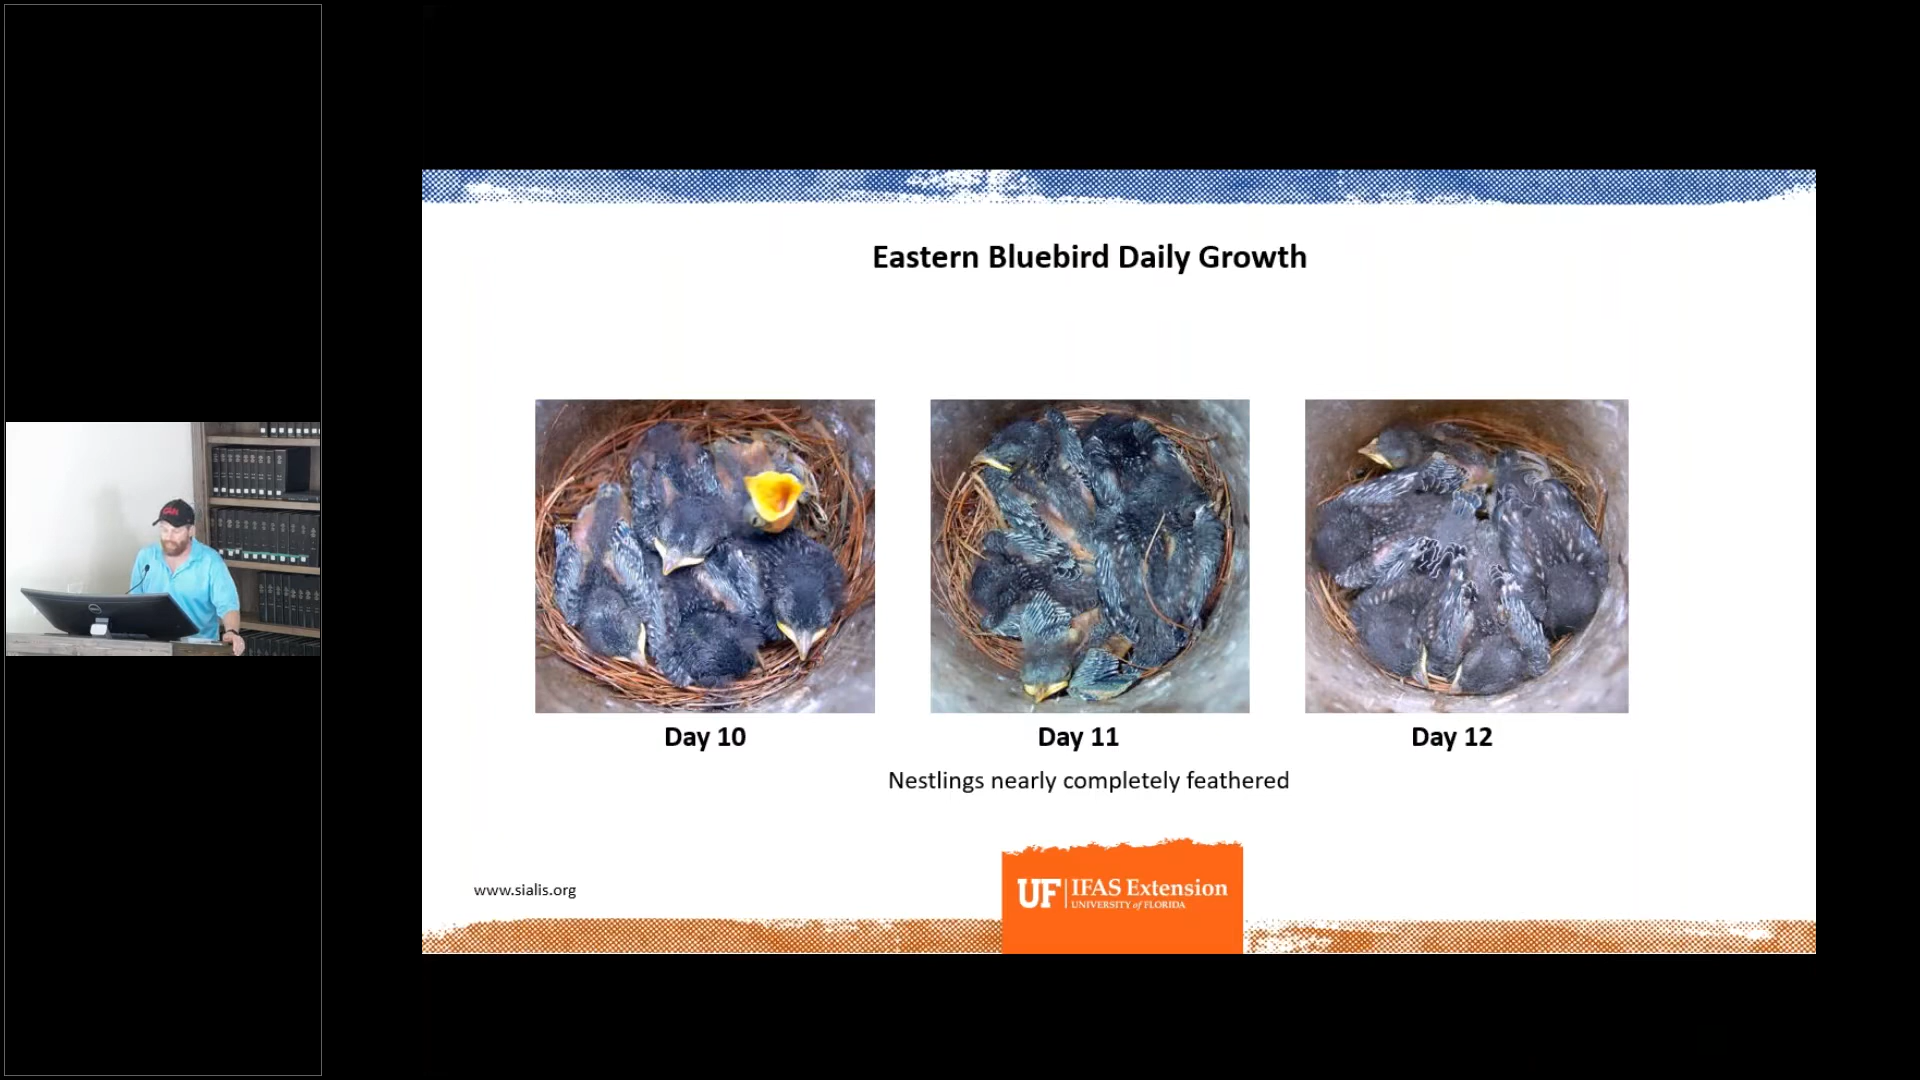 Eastern Bluebird Daily Growth
Day 10
Day 11
Day 12
Nestlings nearly completely feathered
www.sialis.org
UF IFAS Extension
UNIVERSITY of FLORIDA